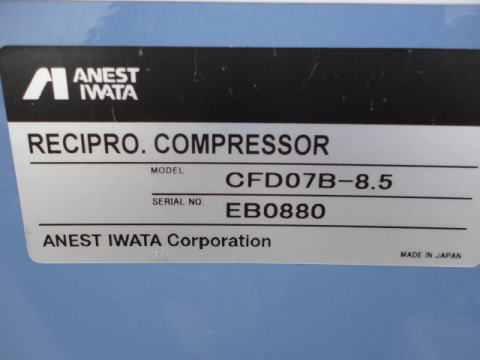 ANEST
IWATA
RECIPRO. COMPRESSOR
MODEL CFD07B-8.5
SERIAL NO. EB0880
ANEST IWATA Corporation
MADE IN JAPAN